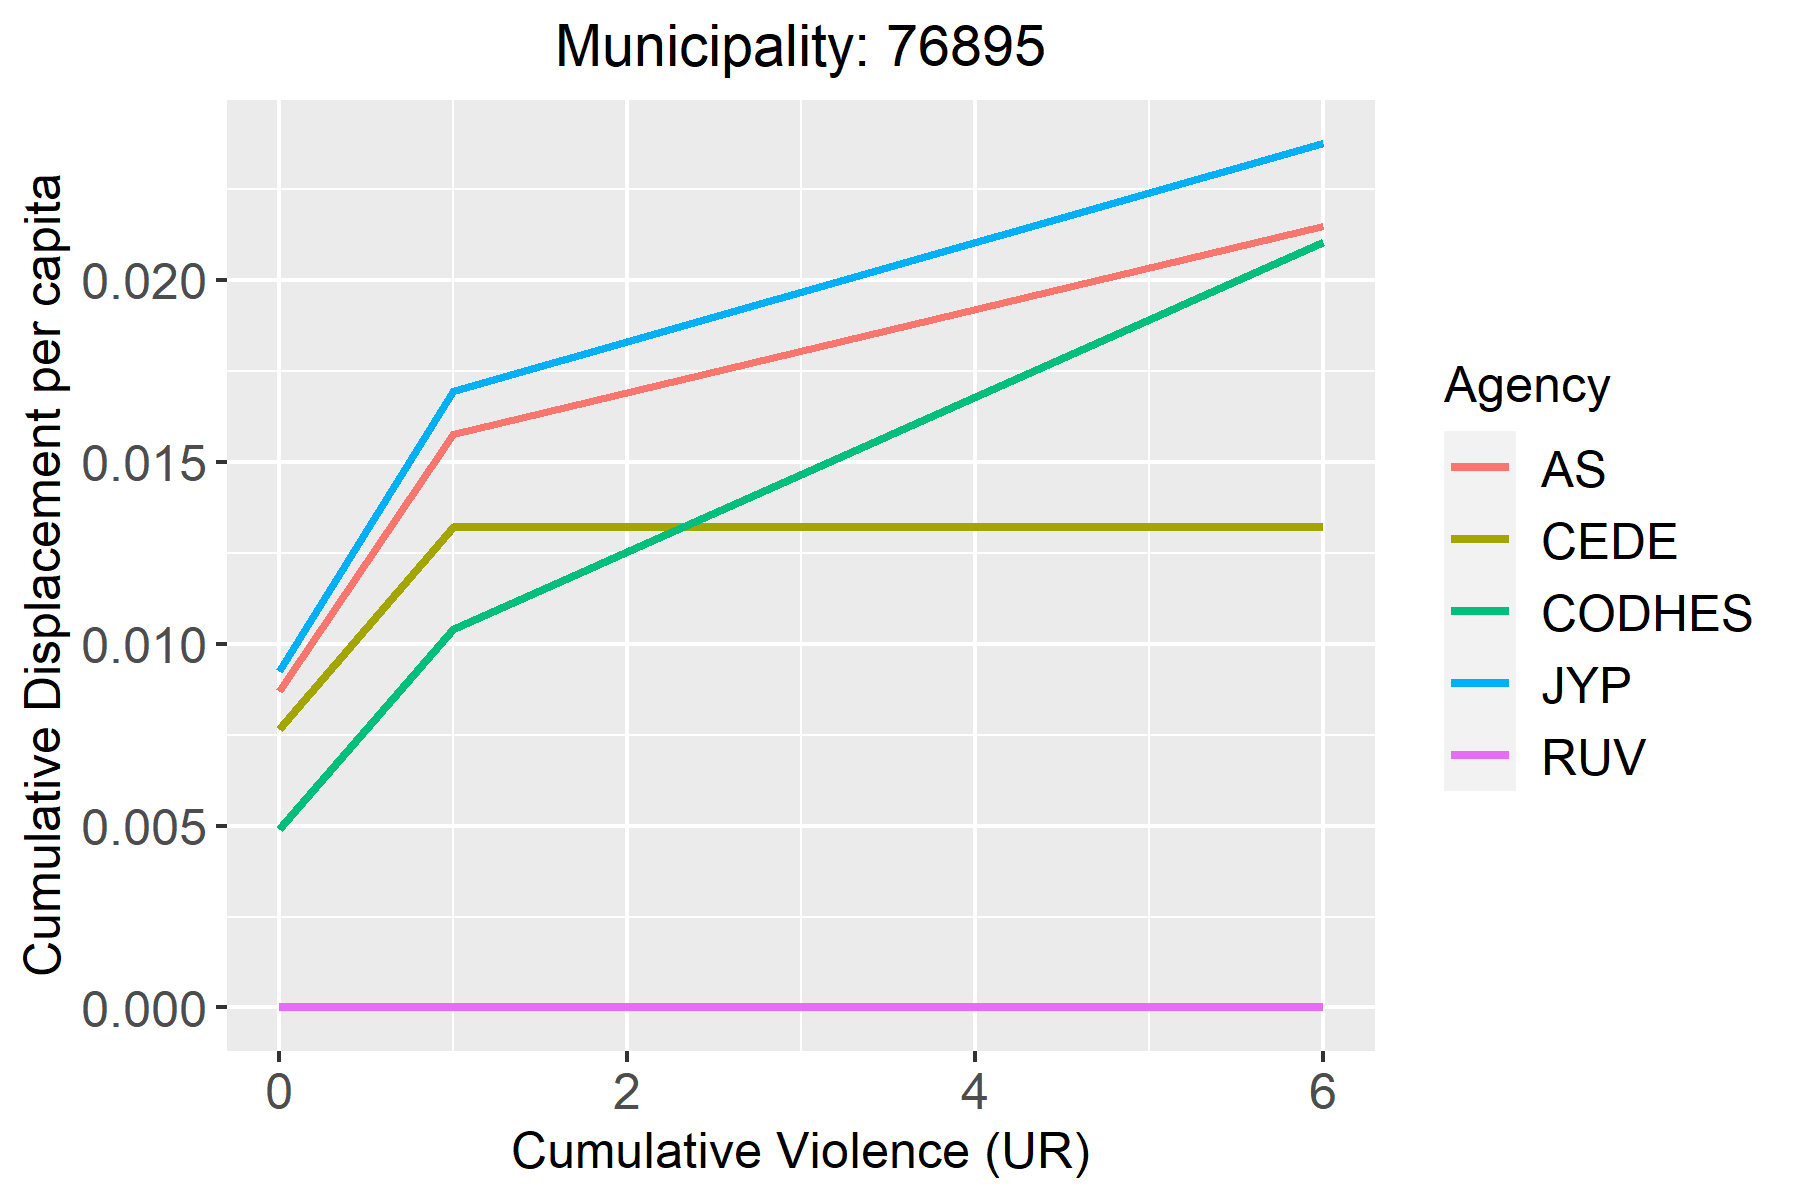 Municipality: 76895
Cumulative Displacement per capita
0.020
0.015
0.010
0.005
0.000
0 2 4 6
Cumulative Violence (UR)
Agency
AS
CEDE
CODHES
JYP
RUV